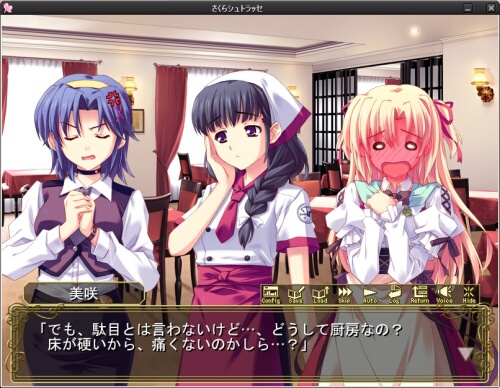 さくらシュトラッセ
Config
Save
Load
Skip
Auto
Log
Return
Voice
Hide
美咲
「でも、駄目とは言わないけど…、どうして厨房なの？
床が硬いから、痛くないのかしら…？」